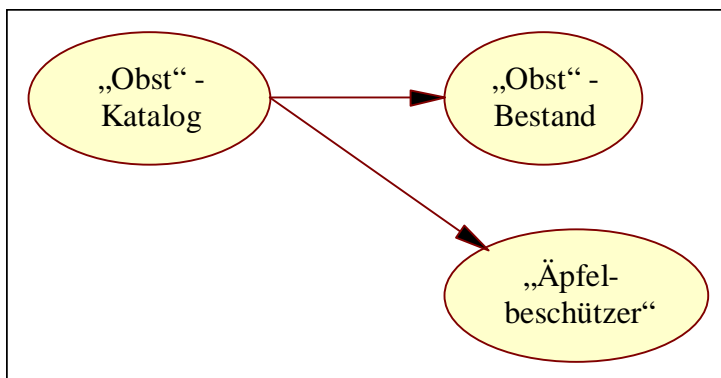 „Obst“ -
Katalog
„Obst“ -
Bestand
„Äpfel-
beschützer“